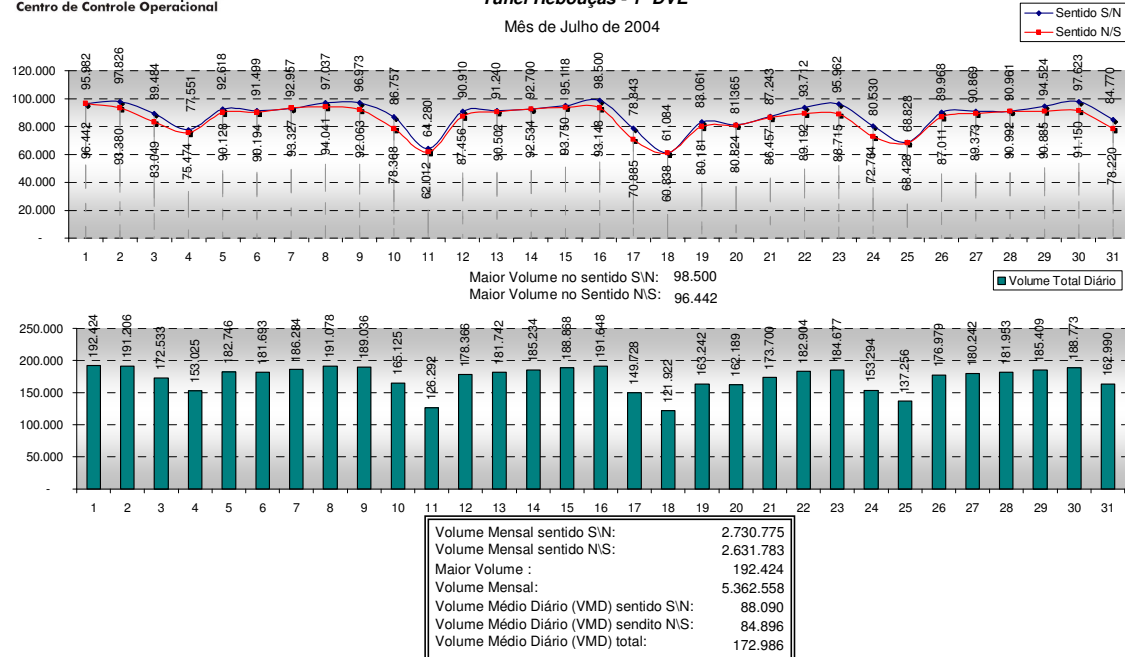 Centro de Controle Operacional
Túnel Rebouças - 1ª DVE
Mês de Julho de 2004
Sentido S/N
Sentido N/S
120.000
100.000
80.000
60.000
40.000
20.000
-
95.982 97.826 89.484 77.551 92.618 91.499 92.957 97.037 96.973 86.757 64.280 90.910 91.240 92.700 95.118 98.500 78.843 61.084 83.061 81.365 87.243 93.712 95.962 80.530 68.828 89.968 90.869 90.961 94.524 97.623 84.770
96.442 93.380 83.049 75.474 90.128 90.194 93.327 94.041 92.063 78.368 62.012 87.456 90.502 92.534 93.750 93.148 70.885 60.838 80.181 80.824 86.457 89.192 88.715 72.764 68.428 87.011 89.373 90.992 90.885 91.150 78.220
1 2 3 4 5 6 7 8 9 10 11 12 13 14 15 16 17 18 19 20 21 22 23 24 25 26 27 28 29 30 31
Maior Volume no sentido S\N: 98.500
Maior Volume no Sentido N\S: 96.442
Volume Total Diário
250.000
200.000
150.000
100.000
50.000
-
192.424 191.206 172.533 153.025 182.746 181.693 186.284 191.078 189.036 165.125 126.292 178.366 181.742 185.234 188.868 191.648 149.728 121.922 163.242 162.189 173.700 182.904 184.677 153.294 137.256 176.979 180.242 181.953 185.409 188.773 162.990
1 2 3 4 5 6 7 8 9 10 11 12 13 14 15 16 17 18 19 20 21 22 23 24 25 26 27 28 29 30 31
Volume Mensal sentido S\N: 2.730.775
Volume Mensal sentido N\S: 2.631.783
Maior Volume : 192.424
Volume Mensal: 5.362.558
Volume Médio Diário (VMD) sentido S\N: 88.090
Volume Médio Diário (VMD) sendito N\S: 84.896
Volume Médio Diário (VMD) total: 172.986